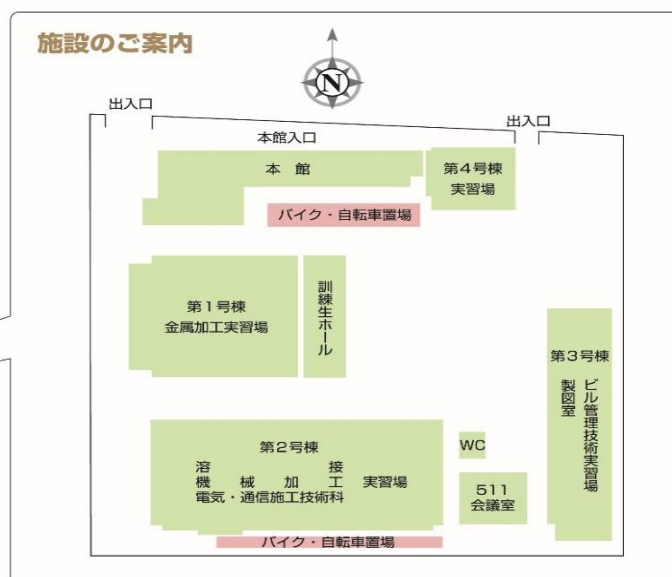 施設のご案内
N
出入口
出入口
本館入口
本 館
第4号棟
実習場
バイク・自転車置場
第1号棟
金属加工実習場
訓練生ホール
第3号棟
ビル管理技術実習場
製図室
第2号棟
溶 接
機 械 加 工 実習場
電気・通信施工技術科
WC
511
会議室
バイク・自転車置場